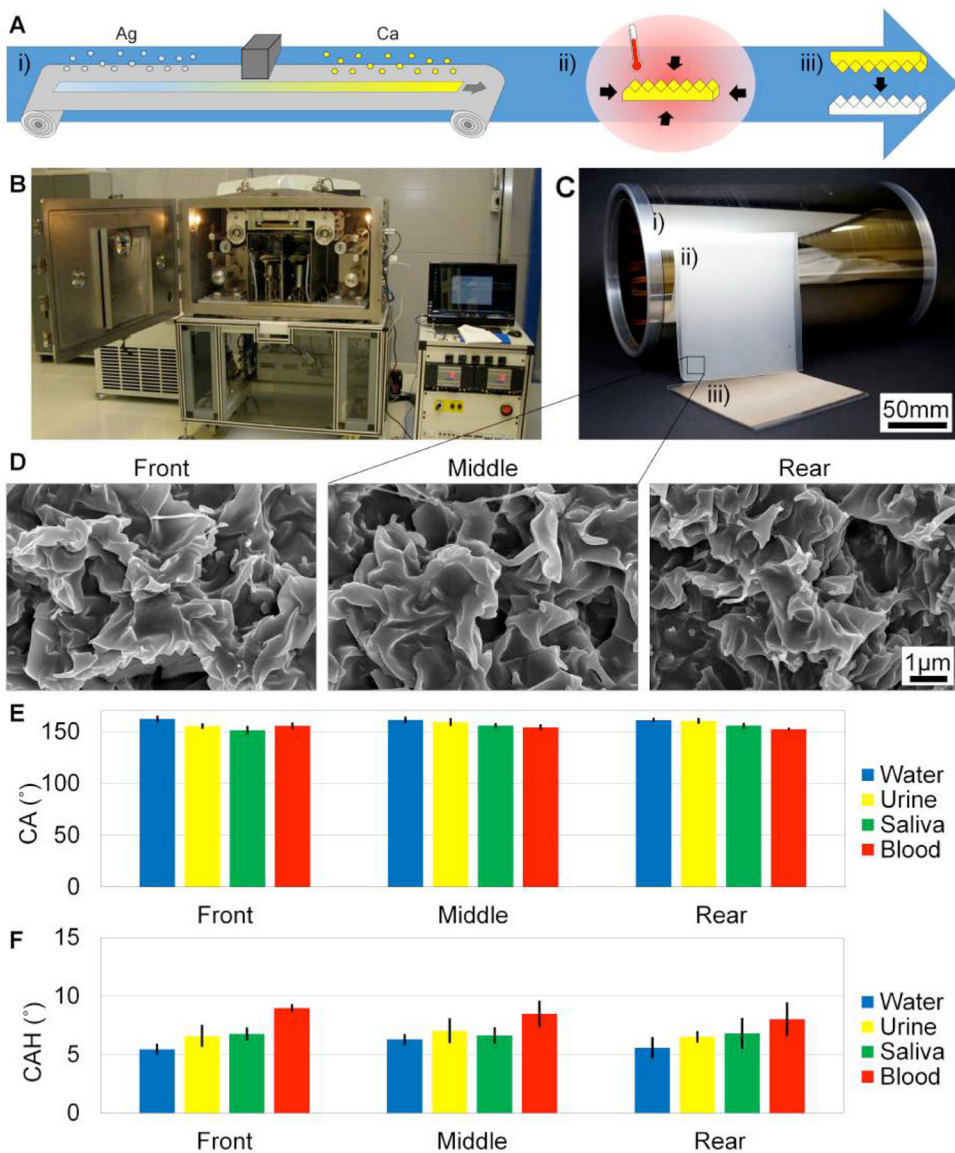 A
i)
Ag
Ca
ii)
iii)
B
C
i)
ii)
iii)
50mm
D
Front
Middle
Rear
1μm
E
CA (°)
150
100
50
0
Front
Middle
Rear
Water
Urine
Saliva
Blood
F
CAH (°)
15
10
5
0
Front
Middle
Rear
Water
Urine
Saliva
Blood